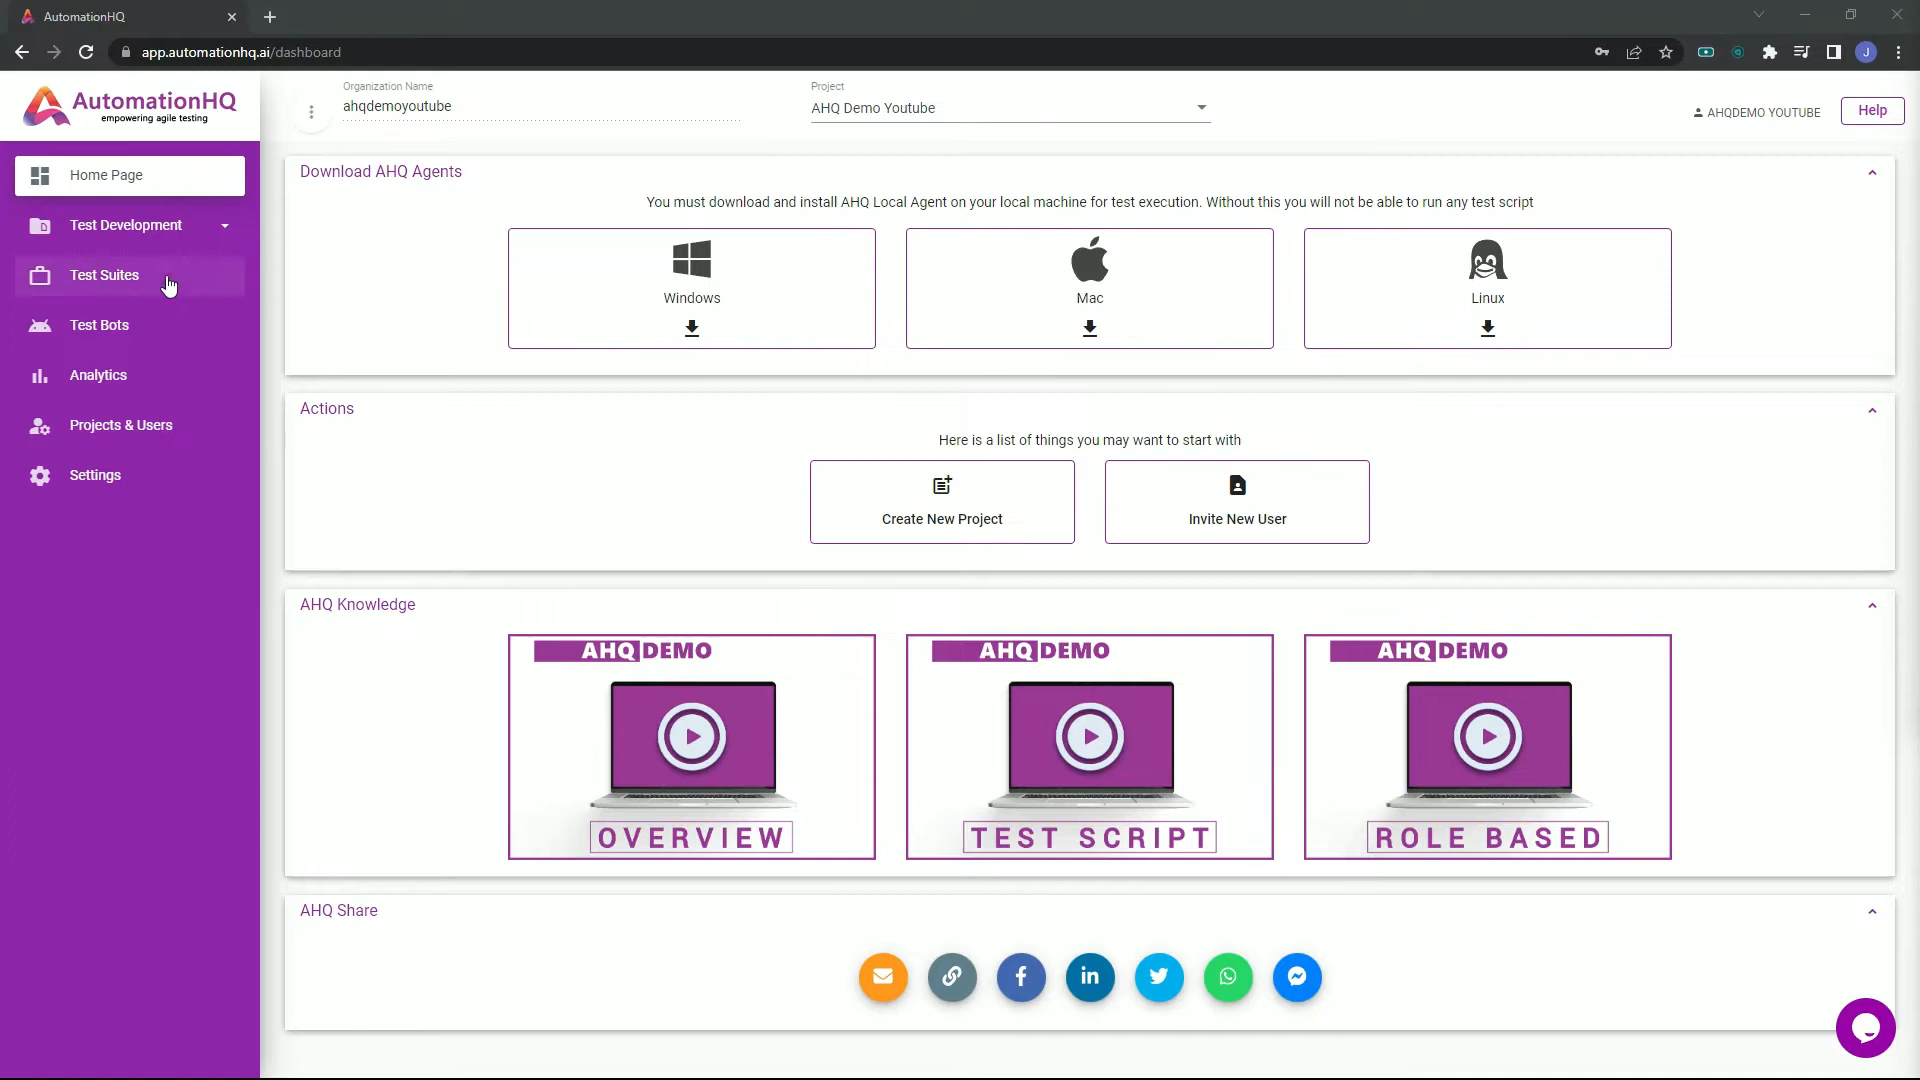 AutomationHQ
app.automationhq.ai/dashboard
J
AutomationHQ
empowering agile testing
Organization Name
ahqdemoyoutube
Project
AHQ Demo Youtube
AHQDEMO YOUTUBE
Help
Home Page
Test Development
Test Suites
Test Bots
Analytics
Projects & Users
Settings
Download AHQ Agents
You must download and install AHQ Local Agent on your local machine for test execution. Without this you will not be able to run any test script
Windows
Mac
Linux
Actions
Here is a list of things you may want to start with
Create New Project
Invite New User
AHQ Knowledge
AHQ DEMO
OVERVIEW
AHQ DEMO
TEST SCRIPT
AHQ DEMO
ROLE BASED
AHQ Share